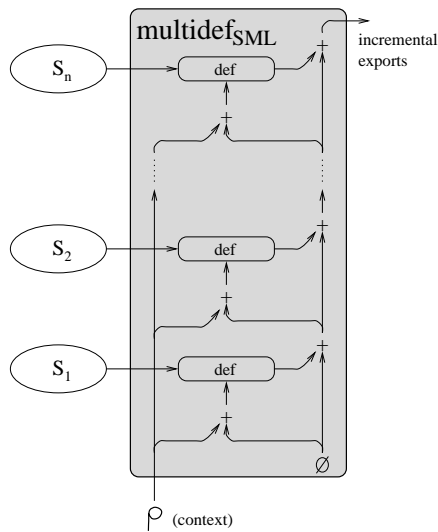 multidef_SML
+
incremental
exports
S_n
def
+
+
S_2
def
+
+
S_1
def
+
∅
ρ (context)